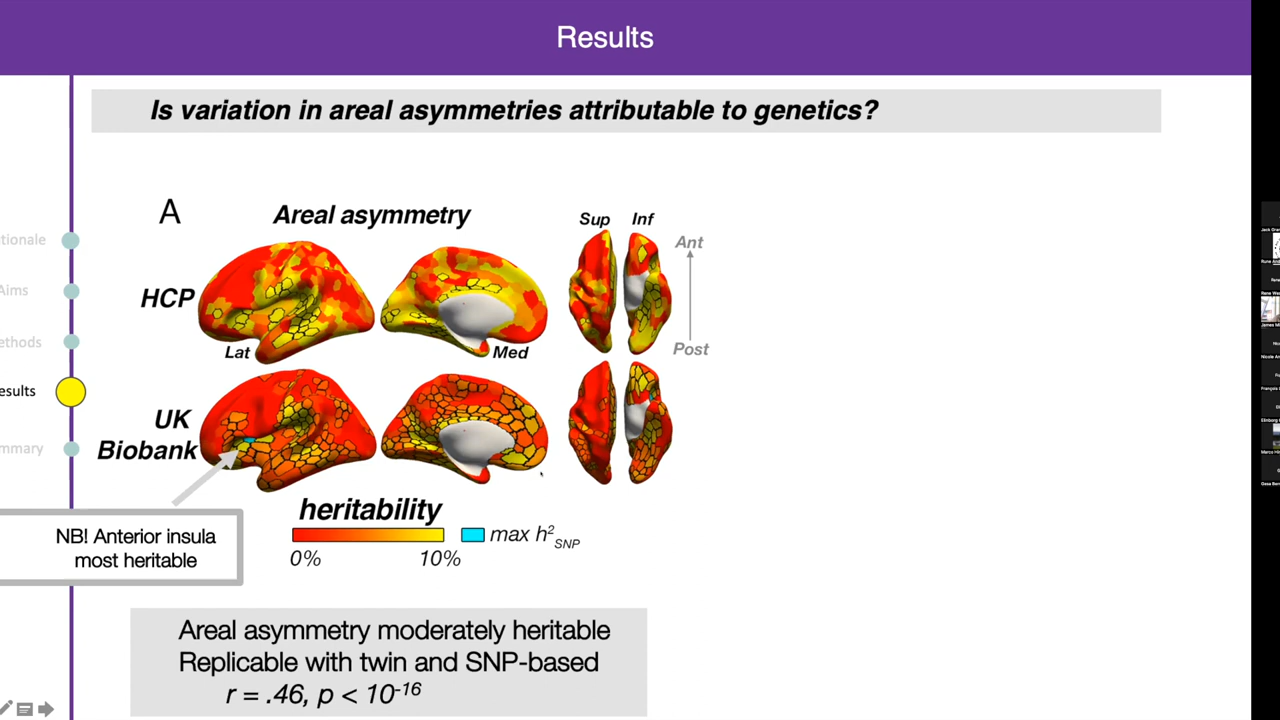 Results
Is variation in areal asymmetries attributable to genetics?
tionale
Aims
ethods
esults
mmary
A
Areal asymmetry
Sup Inf
Ant
Post
HCP
Lat
Med
UK
Biobank
NB! Anterior insula
most heritable
heritability
0% 10%
max h²SNP
Areal asymmetry moderately heritable
Replicable with twin and SNP-based
r = .46, p < 10-16